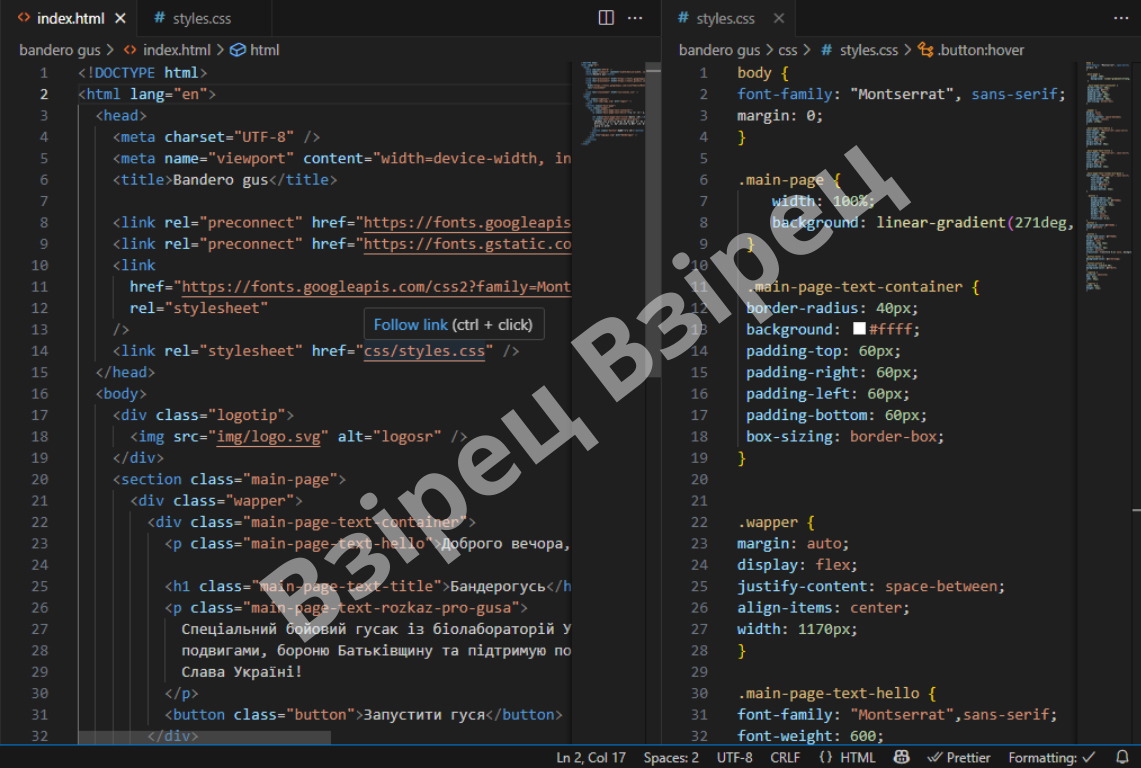 index.html
styles.css
bandero gus > index.html > html
1 <!DOCTYPE html>
2 <html lang="en">
3 <head>
4 <meta charset="UTF-8" />
5 <meta name="viewport" content="width=device-width, in
6 <title>Bandero gus</title>
7
8 <link rel="preconnect" href="https://fonts.googleapis
9 <link rel="preconnect" href="https://fonts.gstatic.co
10 <link
11 href="https://fonts.googleapis.com/css2?family=Mont
12 rel="stylesheet"
13 />
Follow link (ctrl + click)
14 <link rel="stylesheet" href="css/styles.css" />
15 </head>
16 <body>
17 <div class="logotip">
18 <img src="img/logo.svg" alt="logosr" />
19 </div>
20 <section class="main-page">
21 <div class="wapper">
22 <div class="main-page-text-container">
23 <p class="main-page-text-hello">Доброго вечора,
24
25 <h1 class="main-page-text-title">Бандерогусь</h
26 <p class="main-page-text-rozkaz-pro-gusa">
27 Спеціальний бойовий гусак із біолабораторій У
28 подвигами, бороню Батьківщину та підтримую по
29 Слава Україні!
30 </p>
31 <button class="button">Запустити гуся</button>
32 </div>
styles.css
bandero gus > css > styles.css > .button:hover
1 body {
2 font-family: "Montserrat", sans-serif;
3 margin: 0;
4 }
5
6 .main-page {
7 width: 100%;
8 background: linear-gradient(271deg,
9 }
10
11 .main-page-text-container {
12 border-radius: 40px;
13 background: #ffff;
14 padding-top: 60px;
15 padding-right: 60px;
16 padding-left: 60px;
17 padding-bottom: 60px;
18 box-sizing: border-box;
19 }
20
21
22 .wapper {
23 margin: auto;
24 display: flex;
25 justify-content: space-between;
26 align-items: center;
27 width: 1170px;
28 }
29
30 .main-page-text-hello {
31 font-family: "Montserrat",sans-serif;
32 font-weight: 600;
Взірец Взірец
Ln 2, Col 17 Spaces: 2 UTF-8 CRLF {} HTML Prettier Formatting: ✓